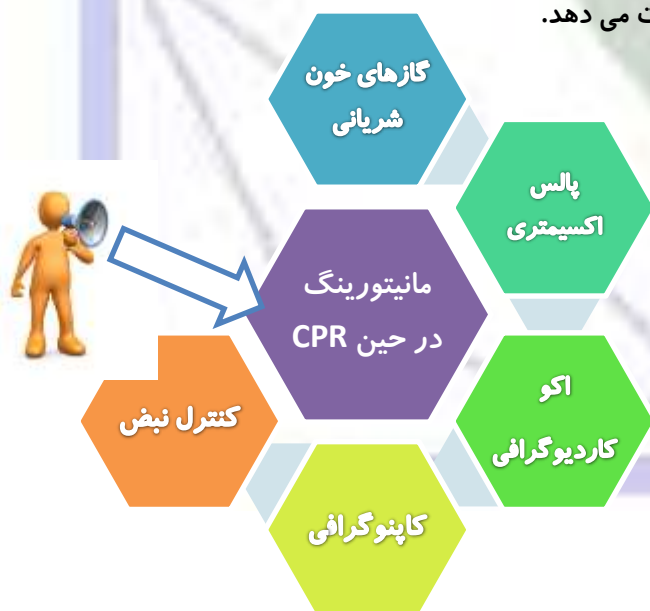 ت می دهد.
گازهای خون
شریانی
پالس
اکسیمتری
مانیتورینگ
در حین CPR
اکو
کاردیوگرافی
کنترل نبض
کاپنوگرافی